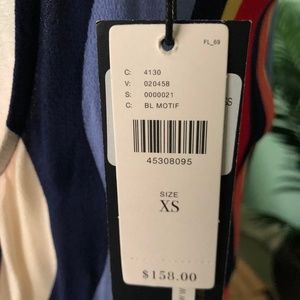 FL_69
C: 4130
V: 020458
S: 0000021
C: BL MOTIF
45308095
SIZE
XS
$158.00